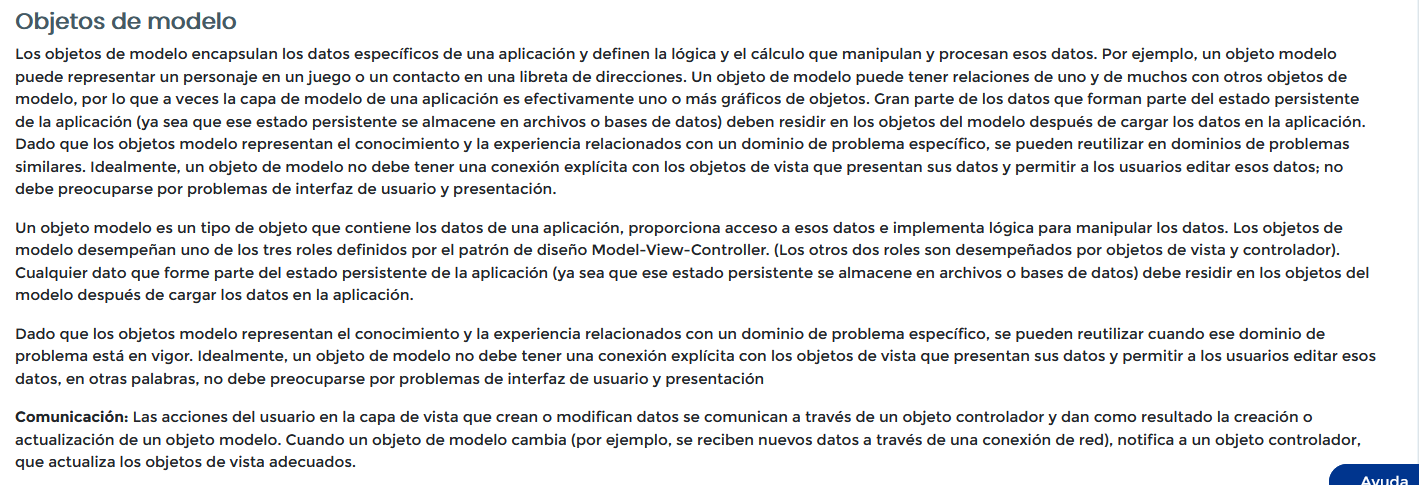 Objetos de modelo
Los objetos de modelo encapsulan los datos específicos de una aplicación y definen la lógica y el cálculo que manipulan y procesan esos datos. Por ejemplo, un objeto modelo
puede representar un personaje en un juego o un contacto en una libreta de direcciones. Un objeto de modelo puede tener relaciones de uno y de muchos con otros objetos de
modelo, por lo que a veces la capa de modelo de una aplicación es efectivamente uno o más gráficos de objetos. Gran parte de los datos que forman parte del estado persistente
de la aplicación (ya sea que ese estado persistente se almacene en archivos o bases de datos) deben residir en los objetos del modelo después de cargar los datos en la aplicación.
Dado que los objetos modelo representan el conocimiento y la experiencia relacionados con un dominio de problema específico, se pueden reutilizar en dominios de problemas
similares. Idealmente, un objeto de modelo no debe tener una conexión explícita con los objetos de vista que presentan sus datos y permitir a los usuarios editar esos datos; no
debe preocuparse por problemas de interfaz de usuario y presentación.
Un objeto modelo es un tipo de objeto que contiene los datos de una aplicación, proporciona acceso a esos datos e implementa lógica para manipular los datos. Los objetos de
modelo desempeñan uno de los tres roles definidos por el patrón de diseño Model-View-Controller. (Los otros dos roles son desempeñados por objetos de vista y controlador).
Cualquier dato que forme parte del estado persistente de la aplicación (ya sea que ese estado persistente se almacene en archivos o bases de datos) debe residir en los objetos del
modelo después de cargar los datos en la aplicación.
Dado que los objetos modelo representan el conocimiento y la experiencia relacionados con un dominio de problema específico, se pueden reutilizar cuando ese dominio de
problema está en vigor. Idealmente, un objeto de modelo no debe tener una conexión explícita con los objetos de vista que presentan sus datos y permitir a los usuarios editar esos
datos, en otras palabras, no debe preocuparse por problemas de interfaz de usuario y presentación
Comunicación: Las acciones del usuario en la capa de vista que crean o modifican datos se comunican a través de un objeto controlador y dan como resultado la creación o
actualización de un objeto modelo. Cuando un objeto de modelo cambia (por ejemplo, se reciben nuevos datos a través de una conexión de red), notifica a un objeto controlador,
que actualiza los objetos de vista adecuados.
Ayuda